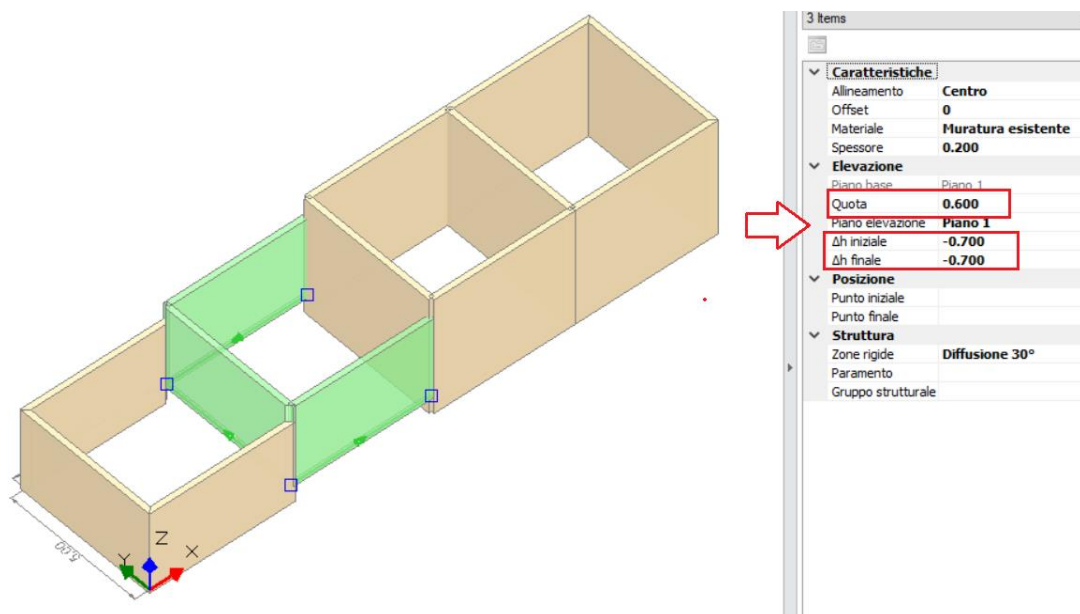 3 Items
Caratteristiche
Allineamento Centro
Offset 0
Materiale Muratura esistente
Spessore 0.200
Elevazione
Piano base Piano 1
Quota 0.600
Piano elevazione Piano 1
Δh iniziale -0.700
Δh finale -0.700
Posizione
Punto iniziale
Punto finale
Struttura
Zone rigide Diffusione 30°
Paramento
Gruppo strutturale
Z
Y X
5.00